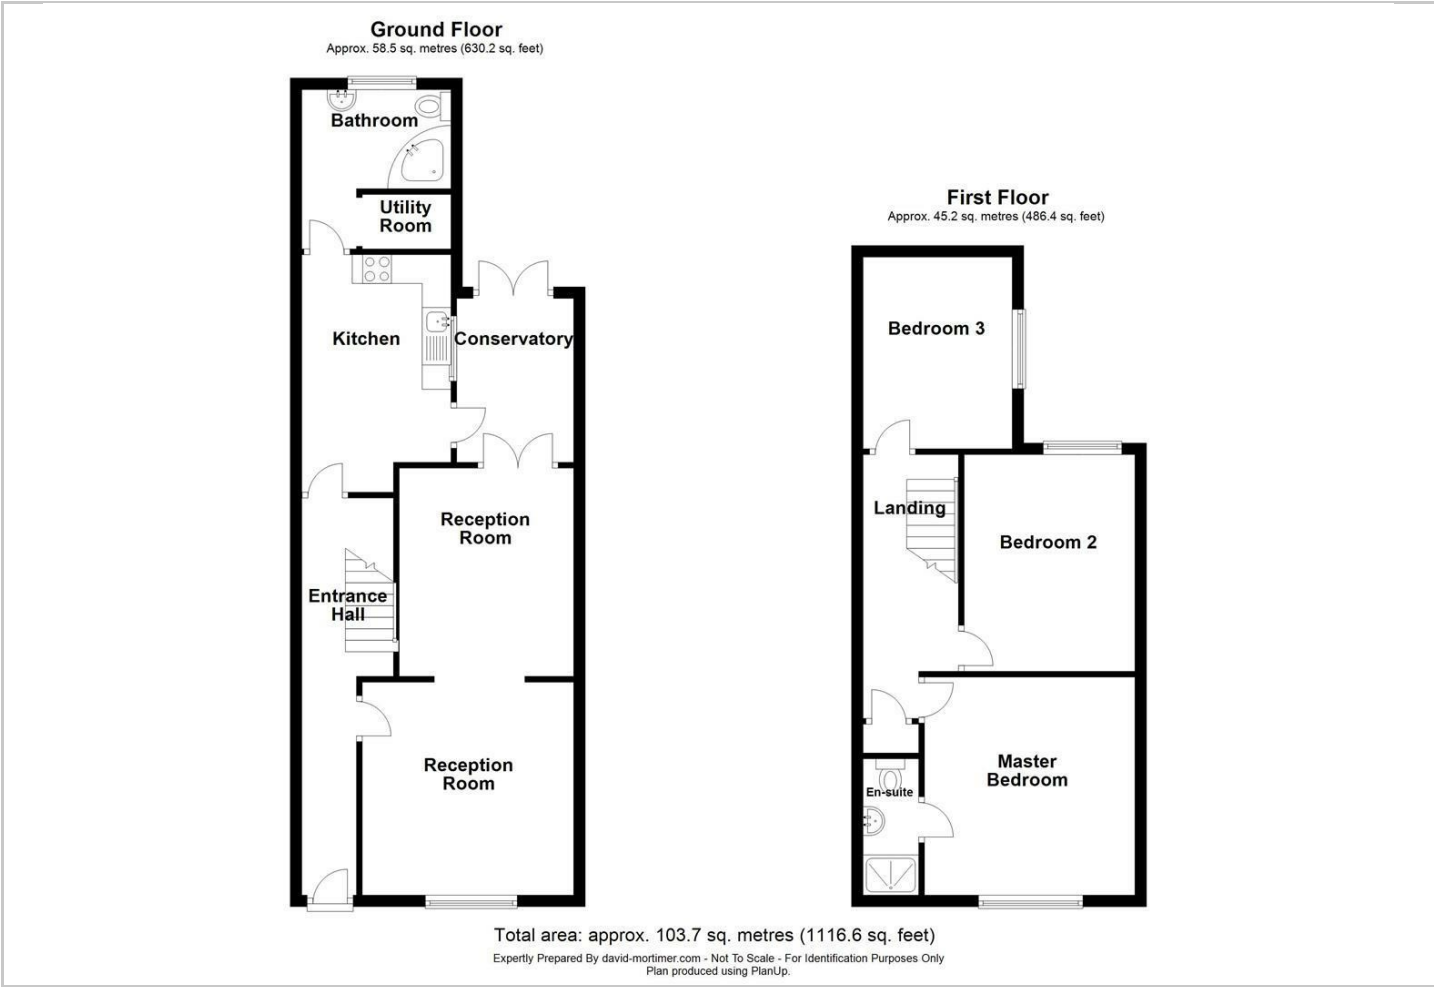 Ground Floor
Approx. 58.5 sq. metres (630.2 sq. feet)
Bathroom
Utility
Room
Kitchen
Conservatory
Reception
Room
Entrance
Hall
Reception
Room
First Floor
Approx. 45.2 sq. metres (486.4 sq. feet)
Bedroom 3
Landing
Bedroom 2
Master
Bedroom
En-suite
Total area: approx. 103.7 sq. metres (1116.6 sq. feet)
Expertly Prepared By david-mortimer.com - Not To Scale - For Identification Purposes Only
Plan produced using PlanUp.